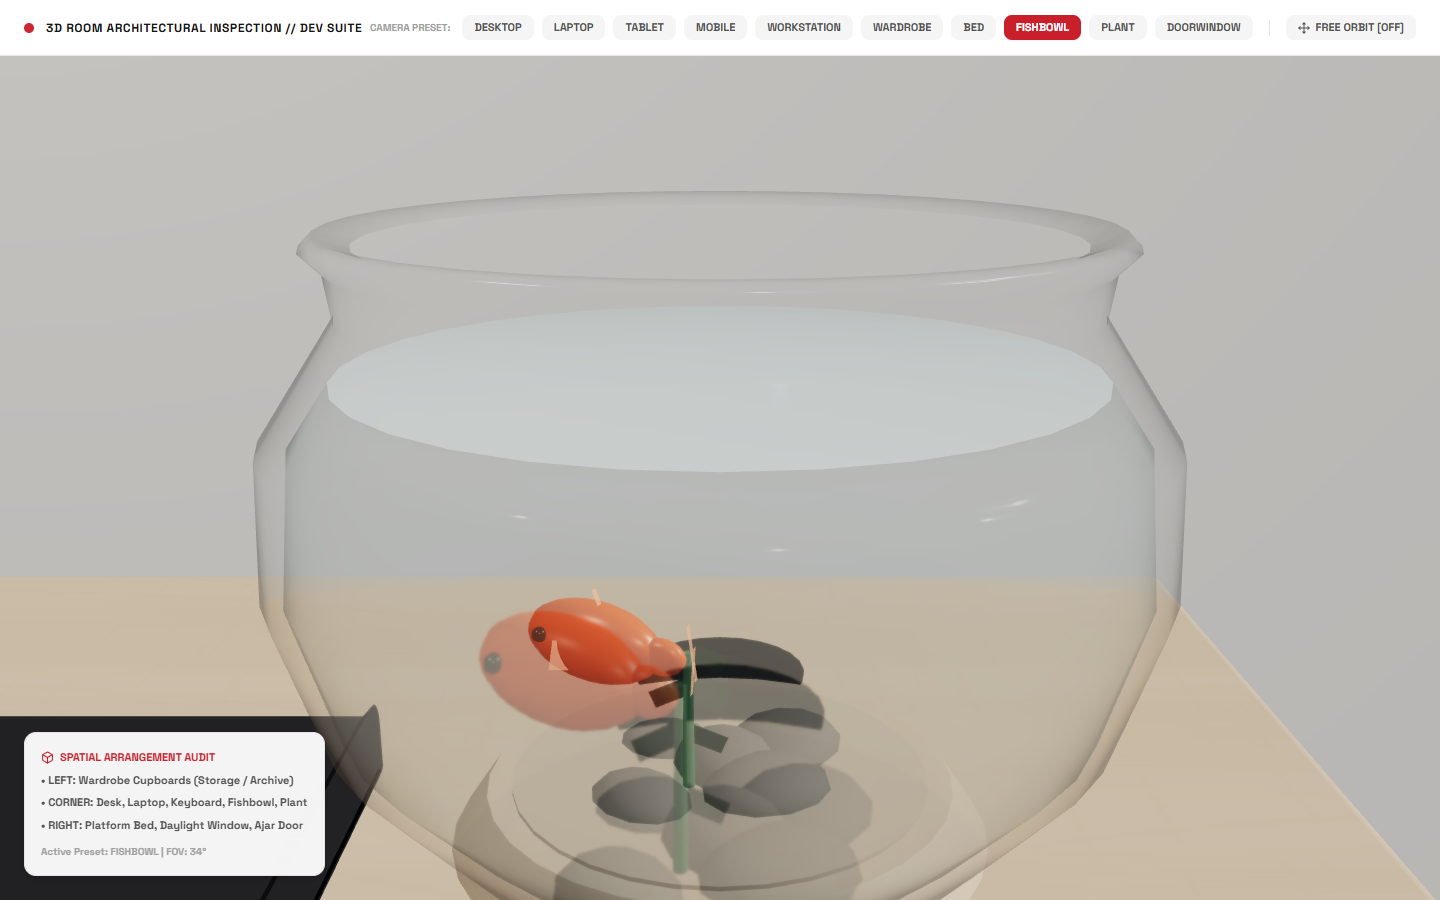 3D ROOM ARCHITECTURAL INSPECTION // DEV SUITE CAMERA PRESET: DESKTOP LAPTOP TABLET MOBILE WORKSTATION WARDROBE BED FISHBOWL PLANT DOORWINDOW FREE ORBIT [OFF]
SPATIAL ARRANGEMENT AUDIT
• LEFT: Wardrobe Cupboards (Storage / Archive)
• CORNER: Desk, Laptop, Keyboard, Fishbowl, Plant
• RIGHT: Platform Bed, Daylight Window, Ajar Door
Active Preset: FISHBOWL | FOV: 34°